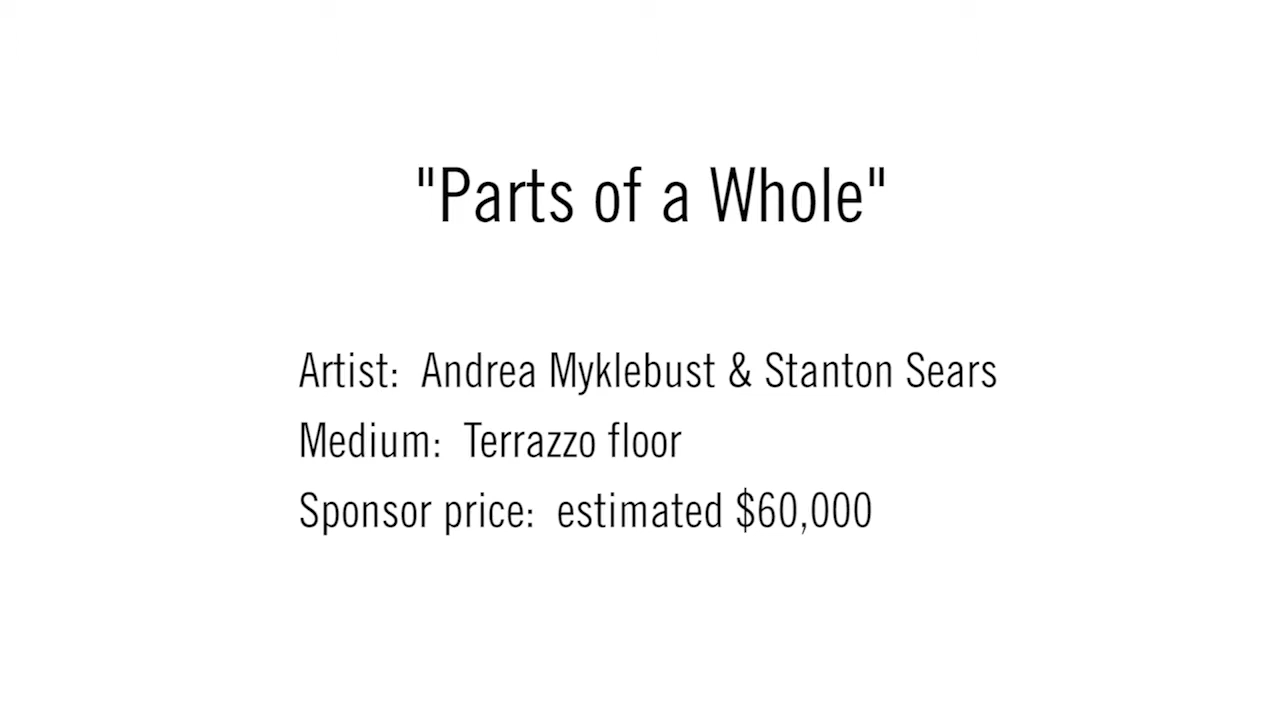 "Parts of a Whole"
Artist: Andrea Myklebust & Stanton Sears
Medium: Terrazzo floor
Sponsor price: estimated $60,000